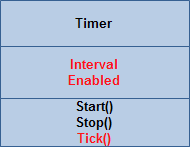 Timer
Interval
Enabled
Start()
Stop()
Tick()